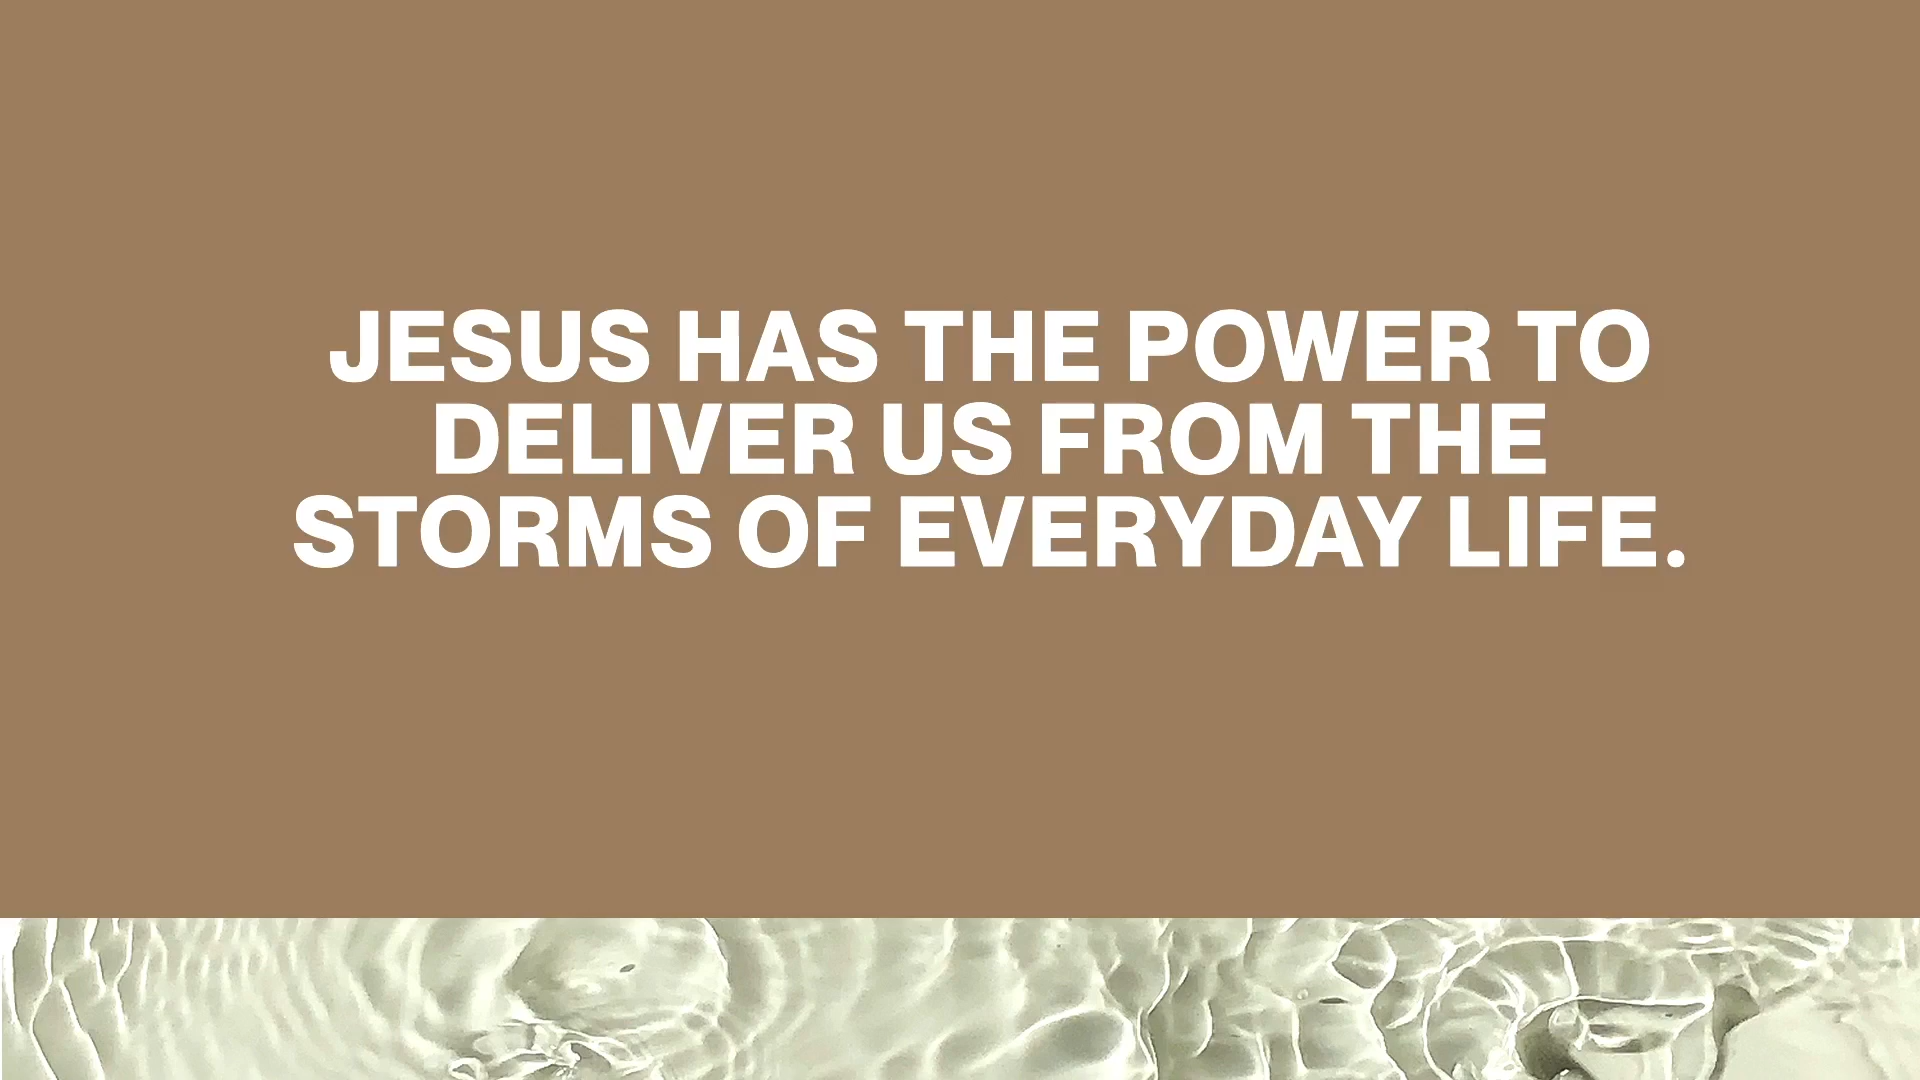 JESUS HAS THE POWER TO
DELIVER US FROM THE
STORMS OF EVERYDAY LIFE.